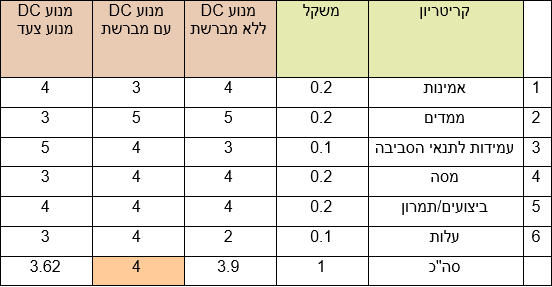 קריטריון משקל מנוע DC ללא מברשת מנוע DC עם מברשת מנוע DC מנוע צעד
1 אמינות 0.2 4 3 4
2 ממדים 0.2 5 5 3
3 עמידות לתנאי הסביבה 0.1 3 4 5
4 מסה 0.2 4 4 3
5 ביצועים/תמרון 0.2 4 4 4
6 עלות 0.1 2 4 3
סה"כ 1 3.9 4 3.62